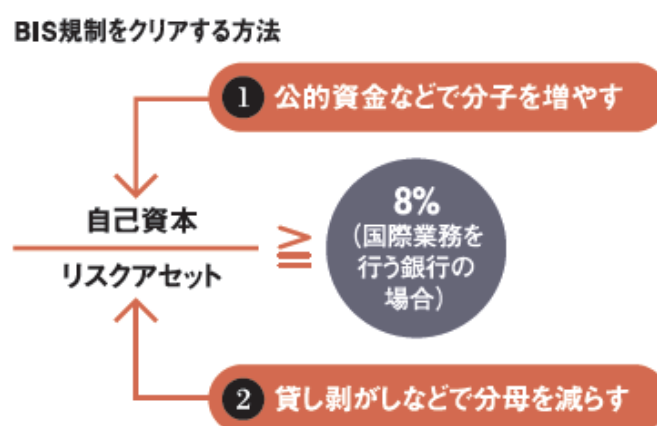 BIS規制をクリアする方法
1 公的資金などで分子を増やす
自己資本
リスクアセット
≧
8%
(国際業務を
行う銀行の
場合)
2 貸し剥がしなどで分母を減らす